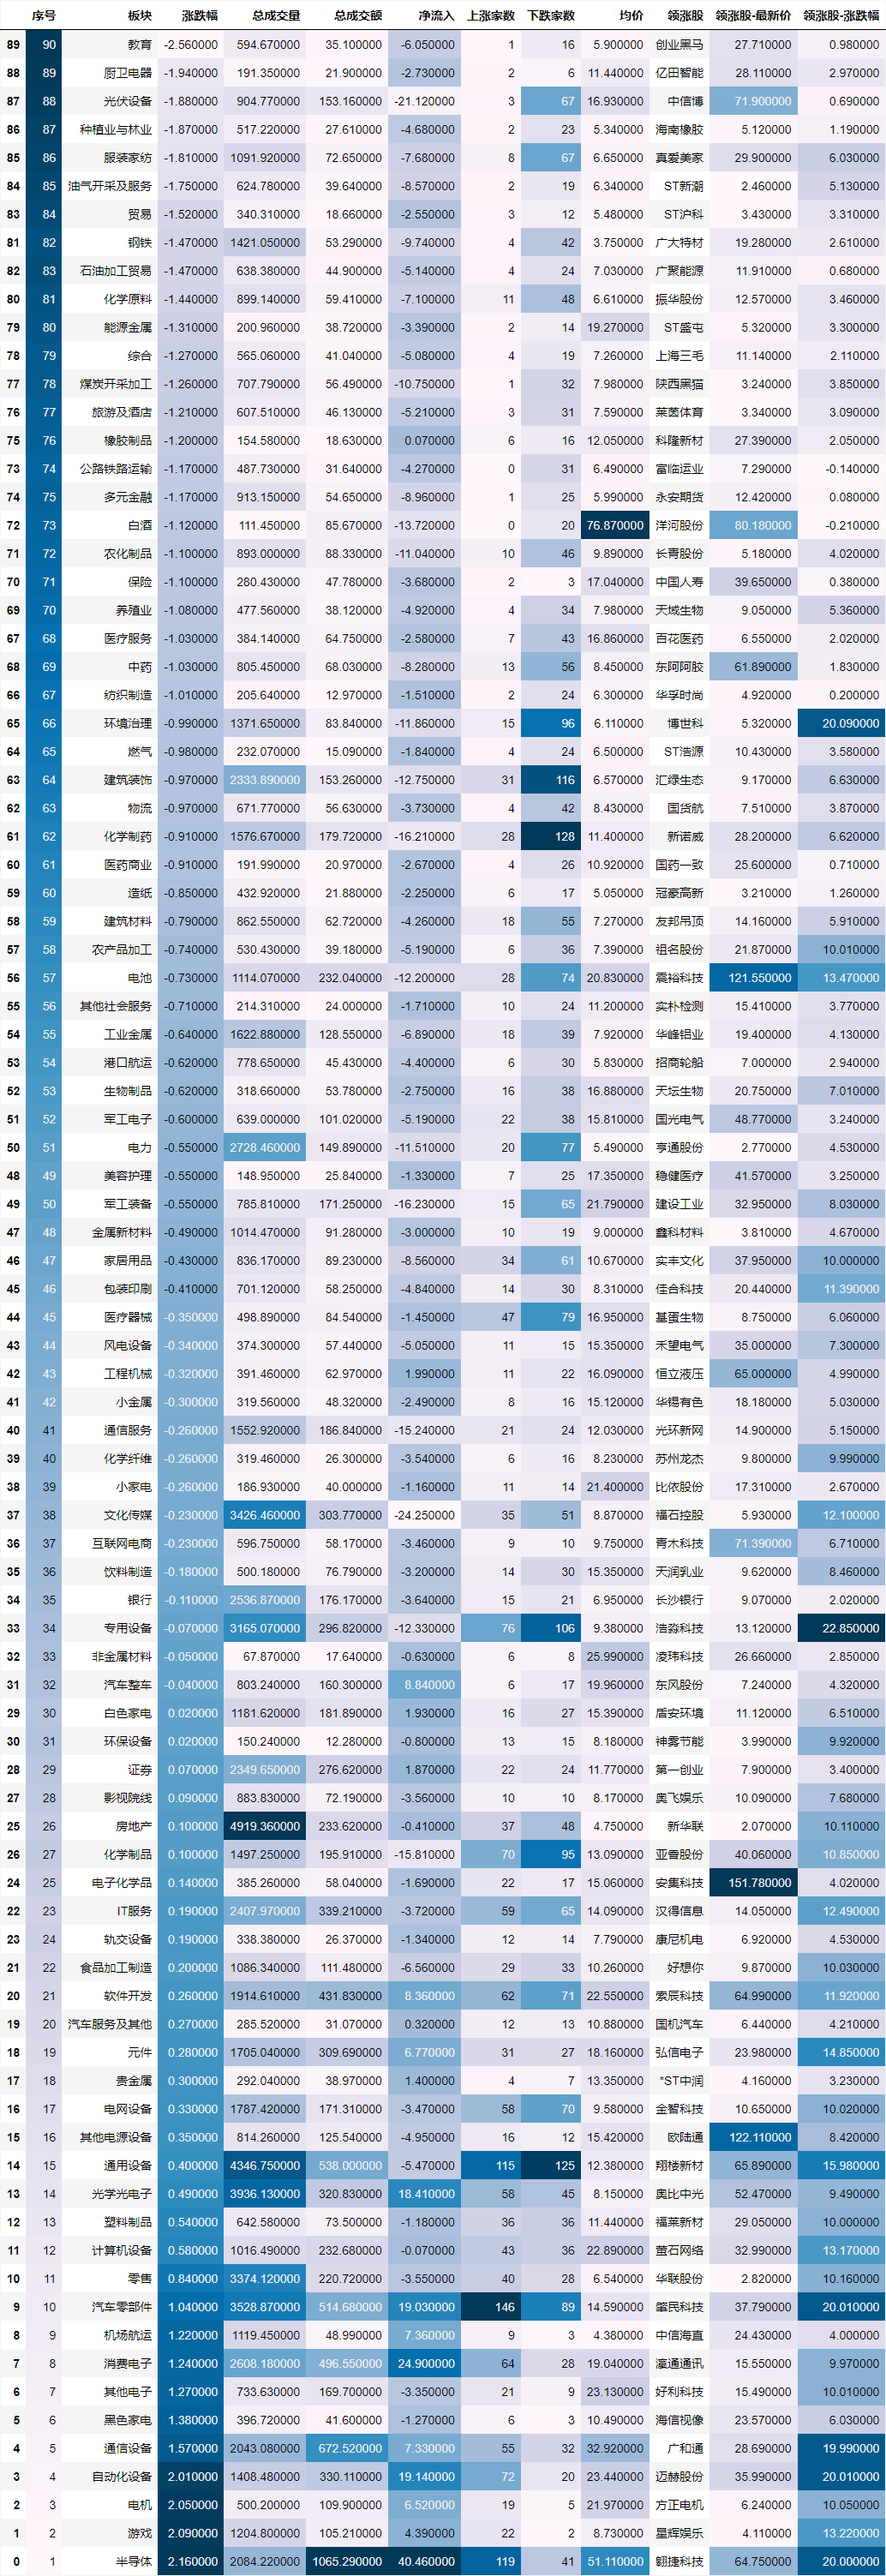 序号 板块 涨跌幅 总成交量 总成交额 净流入 上涨家数 下跌家数 均价 领涨股 领涨股-最新价 领涨股-涨跌幅
89 90 教育 -2.560000 594.670000 35.100000 -6.050000 1 16 5.900000 创业黑马 27.710000 0.980000
88 89 厨卫电器 -1.940000 191.350000 21.900000 -2.730000 2 6 11.440000 亿田智能 28.110000 2.970000
87 88 光伏设备 -1.880000 904.770000 153.160000 -21.120000 3 67 16.930000 中信博 71.900000 0.690000
86 87 种植业与林业 -1.870000 517.220000 27.610000 -4.680000 2 23 5.340000 海南橡胶 5.120000 1.190000
85 86 服装家纺 -1.810000 1091.920000 72.650000 -7.680000 8 67 6.650000 真爱美家 29.900000 6.030000
84 85 油气开采及服务 -1.750000 624.780000 39.640000 -8.570000 2 19 6.340000 ST新潮 2.460000 5.130000
83 84 贸易 -1.520000 340.310000 18.660000 -2.550000 3 12 5.480000 ST沪科 3.430000 3.310000
81 82 钢铁 -1.470000 1421.050000 53.290000 -9.740000 4 42 3.750000 广大特材 19.280000 2.610000
82 83 石油加工贸易 -1.470000 638.380000 44.900000 -5.140000 4 24 7.030000 广聚能源 11.910000 0.680000
80 81 化学原料 -1.440000 899.140000 59.410000 -7.100000 11 48 6.610000 振华股份 12.570000 3.460000
79 80 能源金属 -1.310000 200.960000 38.720000 -3.390000 2 14 19.270000 ST盛屯 5.320000 3.300000
78 79 综合 -1.270000 565.060000 41.040000 -5.080000 4 19 7.260000 上海三毛 11.140000 2.110000
77 78 煤炭开采加工 -1.260000 707.790000 56.490000 -10.750000 1 32 7.980000 陕西黑猫 3.240000 3.850000
76 77 旅游及酒店 -1.210000 607.510000 46.130000 -5.210000 3 31 7.590000 莱茵体育 3.340000 3.090000
75 76 橡胶制品 -1.200000 154.580000 18.630000 0.070000 6 16 12.050000 科隆新材 27.390000 2.050000
73 74 公路铁路运输 -1.170000 487.730000 31.640000 -4.270000 0 31 6.490000 富临运业 7.290000 -0.140000
74 75 多元金融 -1.170000 913.150000 54.650000 -8.960000 1 25 5.990000 永安期货 12.420000 0.080000
72 73 白酒 -1.120000 111.450000 85.670000 -13.720000 0 20 76.870000 洋河股份 80.180000 -0.210000
71 72 农化制品 -1.100000 893.000000 88.330000 -11.040000 10 46 9.890000 长青股份 5.180000 4.020000
70 71 保险 -1.100000 280.430000 47.780000 -3.680000 2 3 17.040000 中国人寿 39.650000 0.380000
69 70 养殖业 -1.080000 477.560000 38.120000 -4.920000 4 34 7.980000 天域生物 9.050000 5.360000
67 68 医疗服务 -1.030000 384.140000 64.750000 -2.580000 7 43 16.860000 百花医药 6.550000 2.020000
68 69 中药 -1.030000 805.450000 68.030000 -8.280000 13 56 8.450000 东阿阿胶 61.890000 1.830000
66 67 纺织制造 -1.010000 205.640000 12.970000 -1.510000 2 24 6.300000 华孚时尚 4.920000 0.200000
65 66 环境治理 -0.990000 1371.650000 83.840000 -11.860000 15 96 6.110000 博世科 5.320000 20.090000
64 65 燃气 -0.980000 232.070000 15.090000 -1.840000 4 24 6.500000 ST浩源 10.430000 3.580000
63 64 建筑装饰 -0.970000 2333.890000 153.260000 -12.750000 31 116 6.570000 汇绿生态 9.170000 6.630000
62 63 物流 -0.970000 671.770000 56.630000 -3.730000 4 42 8.430000 国货航 7.510000 3.870000
61 62 化学制药 -0.910000 1576.670000 179.720000 -16.210000 28 128 11.400000 新诺威 28.200000 6.620000
60 61 医药商业 -0.910000 191.990000 20.970000 -2.670000 4 26 10.920000 国药一致 25.600000 0.710000
59 60 造纸 -0.850000 432.920000 21.880000 -2.250000 6 17 5.050000 冠豪高新 3.210000 1.260000
58 59 建筑材料 -0.790000 862.550000 62.720000 -4.260000 18 55 7.270000 友邦吊顶 14.160000 5.910000
57 58 农产品加工 -0.740000 530.430000 39.180000 -5.190000 6 36 7.390000 祖名股份 21.870000 10.010000
56 57 电池 -0.730000 1114.070000 232.040000 -12.200000 28 74 20.830000 震裕科技 121.550000 13.470000
55 56 其他社会服务 -0.710000 214.310000 24.000000 -1.710000 10 24 11.200000 实朴检测 15.410000 3.770000
54 55 工业金属 -0.640000 1622.880000 128.550000 -6.890000 18 39 7.920000 华峰铝业 19.400000 4.130000
53 54 港口航运 -0.620000 778.650000 45.430000 -4.400000 6 30 5.830000 招商轮船 7.000000 2.940000
52 53 生物制品 -0.620000 318.660000 53.780000 -2.750000 16 38 16.880000 天坛生物 20.750000 7.010000
51 52 军工电子 -0.600000 639.000000 101.020000 -5.190000 22 38 15.810000 国光电气 48.770000 3.240000
50 51 电力 -0.550000 2728.460000 149.890000 -11.510000 20 77 5.490000 亨通股份 2.770000 4.530000
48 49 美容护理 -0.550000 148.950000 25.840000 -1.330000 7 25 17.350000 稳健医疗 41.570000 3.250000
49 50 军工装备 -0.550000 785.810000 171.250000 -16.230000 15 65 21.790000 建设工业 32.950000 8.030000
47 48 金属新材料 -0.490000 1014.470000 91.280000 -3.000000 10 19 9.000000 鑫科材料 3.810000 4.670000
46 47 家居用品 -0.430000 836.170000 89.230000 -8.560000 34 61 10.670000 实丰文化 37.950000 10.000000
45 46 包装印刷 -0.410000 701.120000 58.250000 -4.840000 14 30 8.310000 佳合科技 20.440000 11.390000
44 45 医疗器械 -0.350000 498.890000 84.540000 -1.450000 47 79 16.950000 基蛋生物 8.750000 6.060000
43 44 风电设备 -0.340000 374.300000 57.440000 -5.050000 11 15 15.350000 禾望电气 35.000000 7.300000
42 43 工程机械 -0.320000 391.460000 62.970000 1.990000 11 22 16.090000 恒立液压 65.000000 4.990000
41 42 小金属 -0.300000 319.560000 48.320000 -2.490000 8 16 15.120000 华锡有色 18.180000 5.030000
40 41 通信服务 -0.260000 1552.920000 186.840000 -15.240000 21 24 12.030000 光环新网 14.900000 5.150000
39 40 化学纤维 -0.260000 319.460000 26.300000 -3.540000 6 16 8.230000 苏州龙杰 9.800000 9.990000
38 39 小家电 -0.260000 186.930000 40.000000 -1.160000 11 14 21.400000 比依股份 17.310000 2.670000
37 38 文化传媒 -0.230000 3426.460000 303.770000 -24.250000 35 51 8.870000 福石控股 5.930000 12.100000
36 37 互联网电商 -0.230000 596.750000 58.170000 -3.460000 9 10 9.750000 青木科技 71.390000 6.710000
35 36 饮料制造 -0.180000 500.180000 76.790000 -3.200000 14 30 15.350000 天润乳业 9.620000 8.460000
34 35 银行 -0.110000 2536.870000 176.170000 -3.640000 15 21 6.950000 长沙银行 9.070000 2.020000
33 34 专用设备 -0.070000 3165.070000 296.820000 -12.330000 76 106 9.380000 浩淼科技 13.120000 22.850000
32 33 非金属材料 -0.050000 67.870000 17.640000 -0.630000 6 8 25.990000 凌玮科技 26.660000 2.850000
31 32 汽车整车 -0.040000 803.240000 160.300000 8.840000 6 17 19.960000 东风股份 7.240000 4.320000
29 30 白色家电 0.020000 1181.620000 181.890000 1.930000 16 27 15.390000 盾安环境 11.120000 6.510000
30 31 环保设备 0.020000 150.240000 12.280000 -0.800000 13 15 8.180000 神雾节能 3.990000 9.920000
28 29 证券 0.070000 2349.650000 276.620000 1.870000 22 24 11.770000 第一创业 7.900000 3.400000
27 28 影视院线 0.090000 883.830000 72.190000 -3.560000 10 10 8.170000 奥飞娱乐 10.090000 7.680000
25 26 房地产 0.100000 4919.360000 233.620000 -0.410000 37 48 4.750000 新华联 2.070000 10.110000
26 27 化学制品 0.100000 1497.250000 195.910000 -15.810000 70 95 13.090000 亚香股份 40.060000 10.850000
24 25 电子化学品 0.140000 385.260000 58.040000 -1.690000 22 17 15.060000 安集科技 151.780000 4.020000
22 23 IT服务 0.190000 2407.970000 339.210000 -3.720000 59 65 14.090000 汉得信息 14.050000 12.490000
23 24 轨交设备 0.190000 338.380000 26.370000 -1.340000 12 14 7.790000 康尼机电 6.920000 4.530000
21 22 食品加工制造 0.200000 1086.340000 111.480000 -6.560000 29 33 10.260000 好想你 9.870000 10.030000
20 21 软件开发 0.260000 1914.610000 431.830000 8.360000 62 71 22.550000 索辰科技 64.990000 11.920000
19 20 汽车服务及其他 0.270000 285.520000 31.070000 0.320000 12 13 10.880000 国机汽车 6.440000 4.210000
18 19 元件 0.280000 1705.040000 309.690000 6.770000 31 27 18.160000 弘信电子 23.980000 14.850000
17 18 贵金属 0.300000 292.040000 38.970000 1.400000 4 7 13.350000 *ST中润 4.160000 3.230000
16 17 电网设备 0.330000 1787.420000 171.310000 -3.470000 58 70 9.580000 金智科技 10.650000 10.020000
15 16 其他电源设备 0.350000 814.260000 125.540000 -4.950000 16 12 15.420000 欧陆通 122.110000 8.420000
14 15 通用设备 0.400000 4346.750000 538.000000 -5.470000 115 125 12.380000 翔楼新材 65.890000 15.980000
13 14 光学光电子 0.490000 3936.130000 320.830000 18.410000 58 45 8.150000 奥比中光 52.470000 9.490000
12 13 塑料制品 0.540000 642.580000 73.500000 -1.180000 36 36 11.440000 福莱新材 29.050000 10.000000
11 12 计算机设备 0.580000 1016.490000 232.680000 -0.070000 43 36 22.890000 萤石网络 32.990000 13.170000
10 11 零售 0.840000 3374.120000 220.720000 -3.550000 40 28 6.540000 华联股份 2.820000 10.160000
9 10 汽车零部件 1.040000 3528.870000 514.680000 19.030000 146 89 14.590000 肇民科技 37.790000 20.010000
8 9 机场航运 1.220000 1119.450000 48.990000 7.360000 9 3 4.380000 中信海直 24.430000 4.000000
7 8 消费电子 1.240000 2608.180000 496.550000 24.900000 64 28 19.040000 瀛通通讯 15.550000 9.970000
6 7 其他电子 1.270000 733.630000 169.700000 -3.350000 21 9 23.130000 好利科技 15.490000 10.010000
5 6 黑色家电 1.380000 396.720000 41.600000 -1.270000 6 3 10.490000 海信视像 23.570000 6.030000
4 5 通信设备 1.570000 2043.080000 672.520000 7.330000 55 32 32.920000 广和通 28.690000 19.990000
3 4 自动化设备 2.010000 1408.480000 330.110000 19.140000 72 20 23.440000 迈赫股份 35.990000 20.010000
2 3 电机 2.050000 500.200000 109.900000 6.520000 19 5 21.970000 方正电机 6.240000 10.050000
1 2 游戏 2.090000 1204.800000 105.210000 4.390000 22 2 8.730000 星辉娱乐 4.110000 13.220000
0 1 半导体 2.160000 2084.220000 1065.290000 40.460000 119 41 51.110000 翱捷科技 64.750000 20.000000